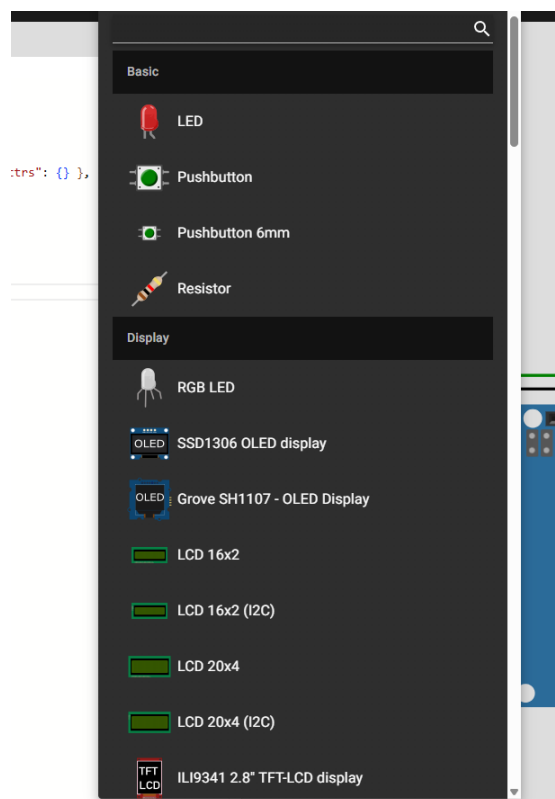 Basic
LED
ctrs": {} },
Pushbutton
Pushbutton 6mm
Resistor
Display
RGB LED
OLED SSD1306 OLED display
OLED Grove SH1107 - OLED Display
LCD 16x2
LCD 16x2 (I2C)
LCD 20x4
LCD 20x4 (I2C)
TFT
LCD ILI9341 2.8" TFT-LCD display